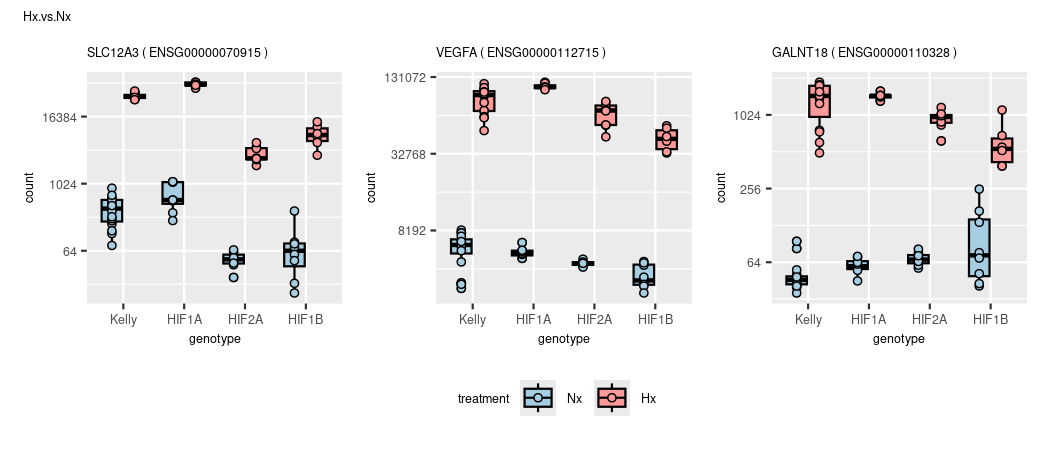 Hx.vs.Nx
SLC12A3 ( ENSG00000070915 )
VEGFA ( ENSG00000112715 )
GALNT18 ( ENSG00000110328 )
count
16384
1024
64
Kelly
HIF1A
HIF2A
HIF1B
genotype
count
131072
32768
8192
Kelly
HIF1A
HIF2A
HIF1B
genotype
count
1024
256
64
Kelly
HIF1A
HIF2A
HIF1B
genotype
treatment
Nx
Hx